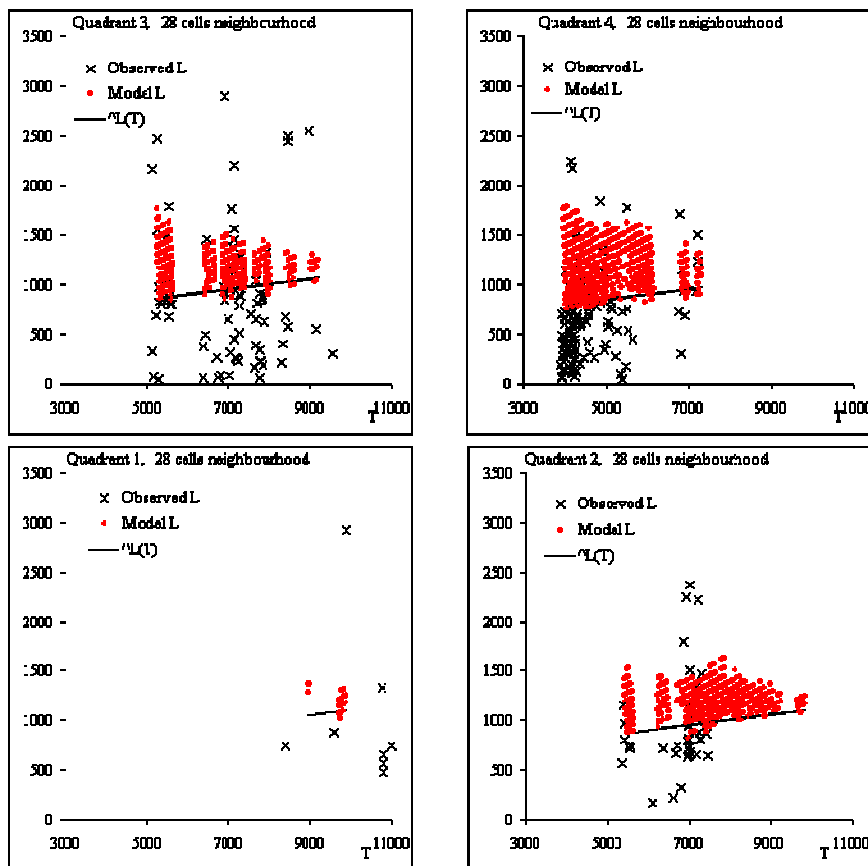 Quadrant 3, 28 cells neighbourhood
3500
3000
2500
2000
1500
1000
500
0
× Observed L
Model L
^L(T)
3000 5000 7000 9000 11000
T
Quadrant 4, 28 cells neighbourhood
3500
3000
2500
2000
1500
1000
500
0
× Observed L
Model L
^L(T)
3000 5000 7000 9000 11000
T
Quadrant 1, 28 cells neighbourhood
3500
3000
2500
2000
1500
1000
500
0
× Observed L
Model L
^L(T)
3000 5000 7000 9000 11000
T
Quadrant 2, 28 cells neighbourhood
3500
3000
2500
2000
1500
1000
500
0
× Observed L
Model L
^L(T)
3000 5000 7000 9000 11000
T